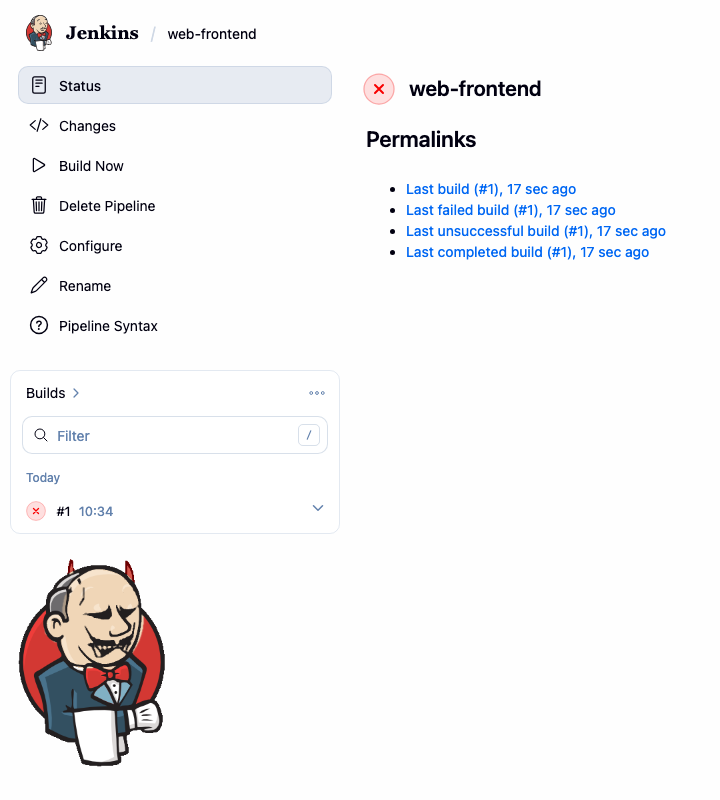 Jenkins / web-frontend
Status
Changes
Build Now
Delete Pipeline
Configure
Rename
Pipeline Syntax
Builds
Filter /
Today
#1 10:34
web-frontend
Permalinks
Last build (#1), 17 sec ago
Last failed build (#1), 17 sec ago
Last unsuccessful build (#1), 17 sec ago
Last completed build (#1), 17 sec ago